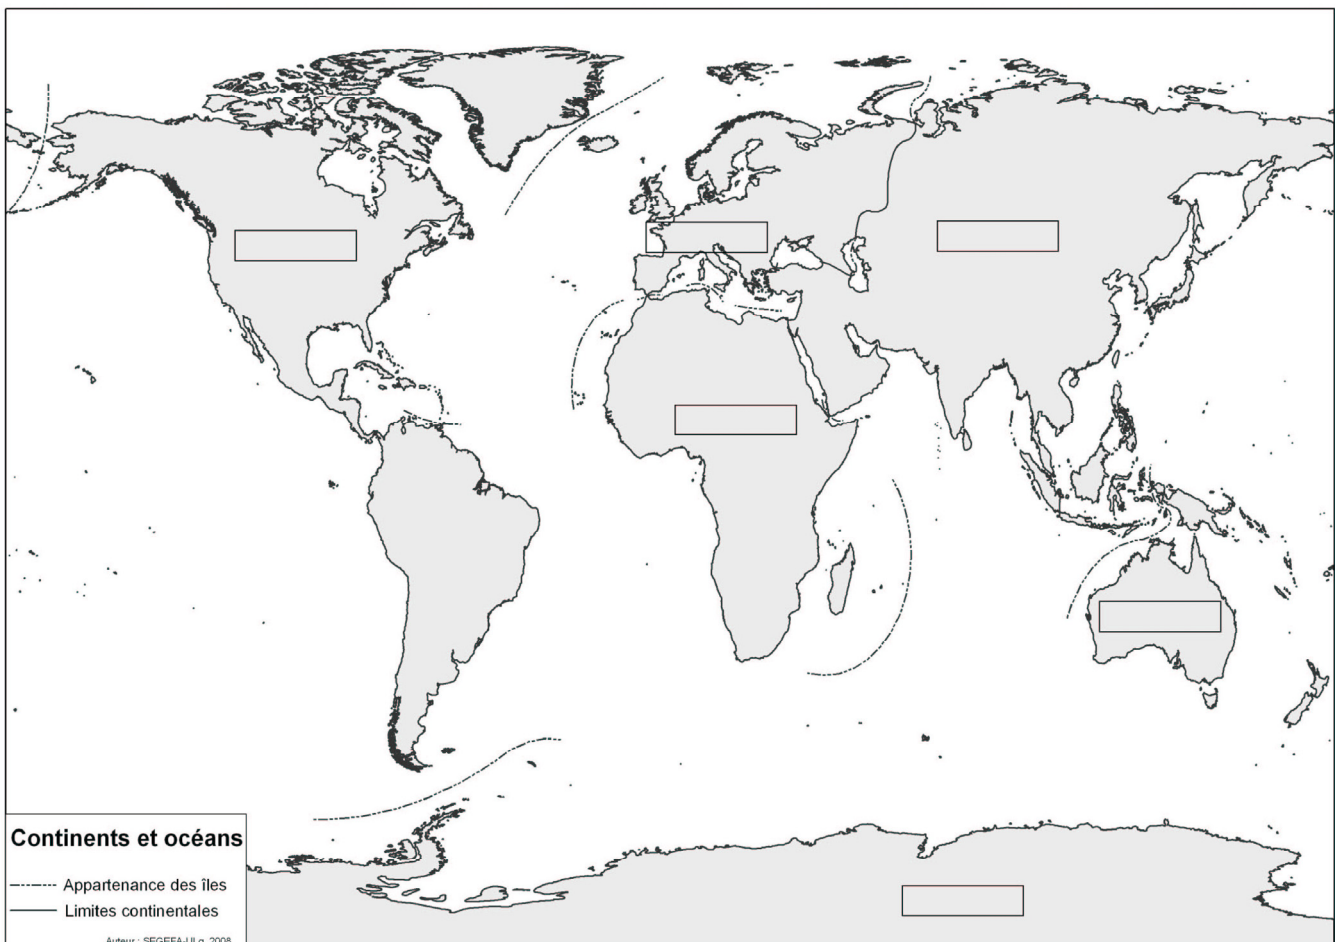 Continents et océans
Appartenance des îles
Limites continentales
Auteur : SEGEFA-ULg, 2008